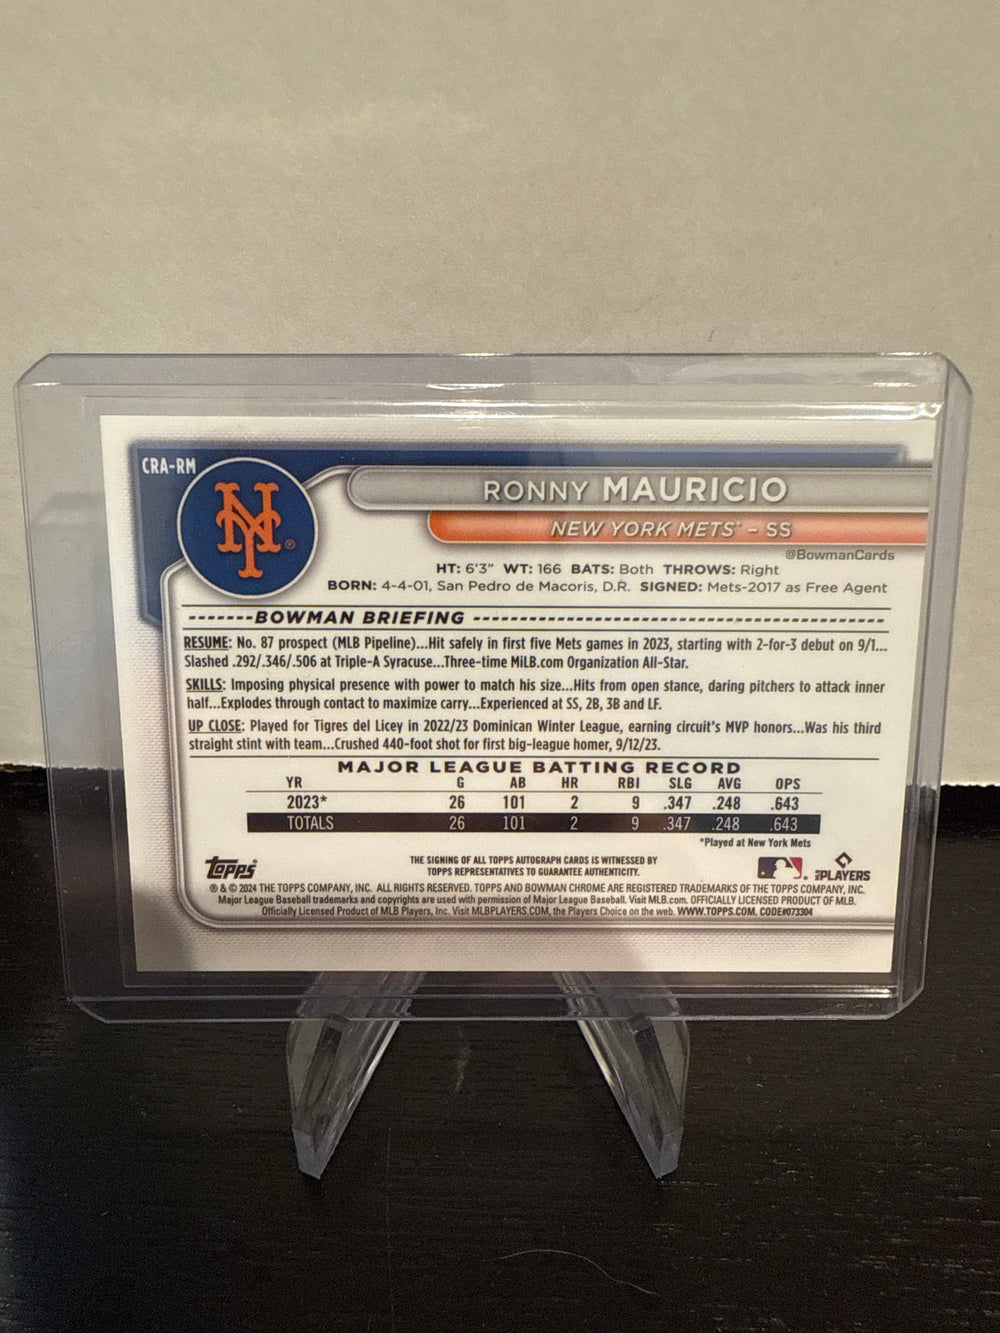 CRA-RM
NY
®
RONNY MAURICIO
NEW YORK METS™ – SS
@BowmanCards
HT: 6'3" WT: 166 BATS: Both THROWS: Right
BORN: 4-4-01, San Pedro de Macoris, D.R. SIGNED: Mets-2017 as Free Agent
BOWMAN BRIEFING
RESUME: No. 87 prospect (MLB Pipeline)...Hit safely in first five Mets games in 2023, starting with 2-for-3 debut on 9/1...
Slashed .292/.346/.506 at Triple-A Syracuse...Three-time MiLB.com Organization All-Star.
SKILLS: Imposing physical presence with power to match his size...Hits from open stance, daring pitchers to attack inner
half...Explodes through contact to maximize carry...Experienced at SS, 2B, 3B and LF.
UP CLOSE: Played for Tigres del Licey in 2022/23 Dominican Winter League, earning circuit's MVP honors...Was his third
straight stint with team...Crushed 440-foot shot for first big-league homer, 9/12/23.
MAJOR LEAGUE BATTING RECORD
YR G AB HR RBI SLG AVG OPS
2023* 26 101 2 9 .347 .248 .643
TOTALS 26 101 2 9 .347 .248 .643
*Played at New York Mets
Topps®
THE SIGNING OF ALL TOPPS AUTOGRAPH CARDS IS WITNESSED BY
TOPPS REPRESENTATIVES TO GUARANTEE AUTHENTICITY.
MLB PLAYERS
® & © 2024 THE TOPPS COMPANY, INC. ALL RIGHTS RESERVED. TOPPS AND BOWMAN CHROME ARE REGISTERED TRADEMARKS OF THE TOPPS COMPANY, INC.
Major League Baseball trademarks and copyrights are used with permission of Major League Baseball. Visit MLB.com. OFFICIALLY LICENSED PRODUCT OF MLB.
Officially Licensed Product of MLB Players, Inc. Visit MLBPLAYERS.COM, the Players Choice on the web. WWW.TOPPS.COM. CODE#073304